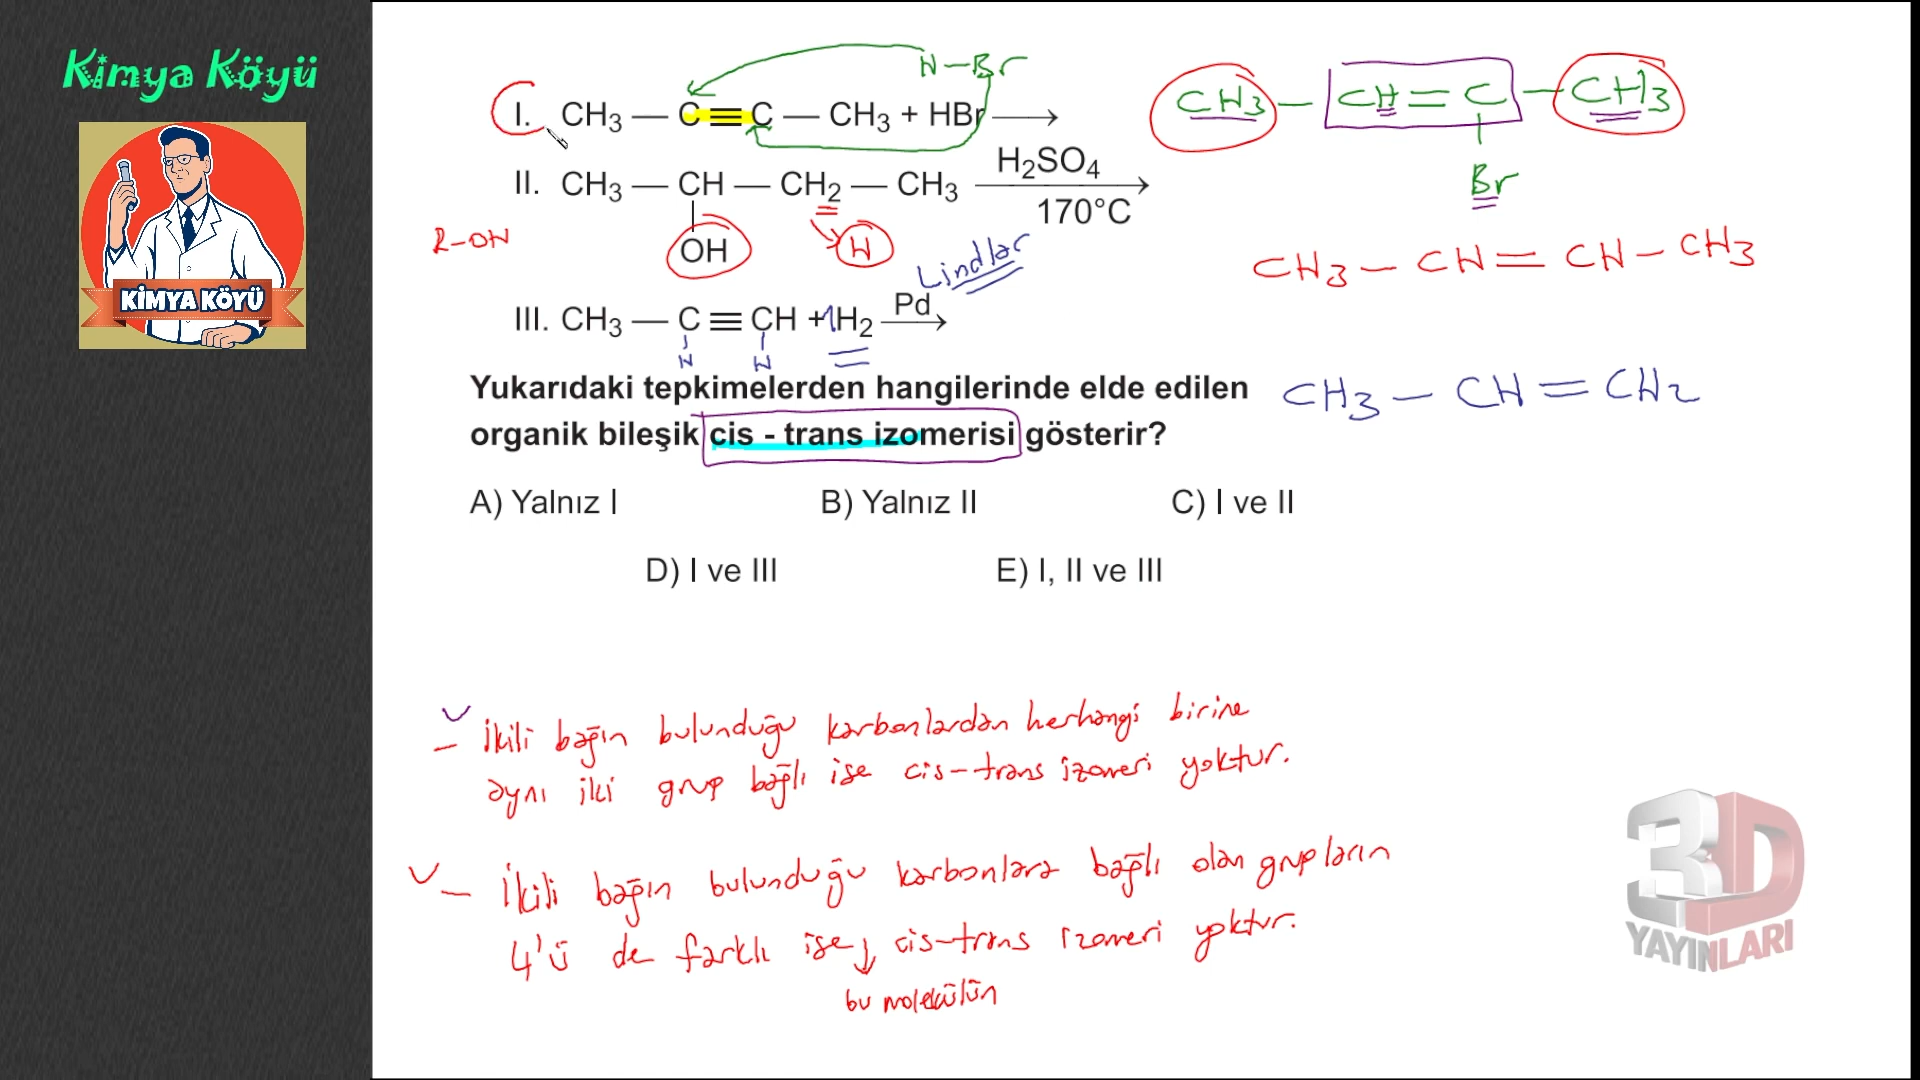 Kimya Köyü
KİMYA KÖYÜ
H–Br
I. CH₃ — C ≡ C — CH₃ + HBr ⟶
CH₃ — CH = C — CH₃
Br
II. CH₃ — CH — CH₂ — CH₃ H₂SO₄ 170°C ⟶
OH
H
R-OH
CH₃ — CH = CH — CH₃
Lindlar
III. CH₃ — C ≡ CH + 1H₂ Pd ⟶
H H
CH₃ — CH = CH₂
Yukarıdaki tepkimelerden hangilerinde elde edilen
organik bileşik cis - trans izomerisi gösterir?
A) Yalnız I B) Yalnız II C) I ve II
D) I ve III E) I, II ve III
- İkili bağın bulunduğu karbonlardan herhangi birine
aynı iki grup bağlı ise cis-trans izomeri yoktur.
- İkili bağın bulunduğu karbonlara bağlı olan grupların
4'ü de farklı ise, cis-trans izomeri yoktur.
bu molekülün
3D
YAYINLARI